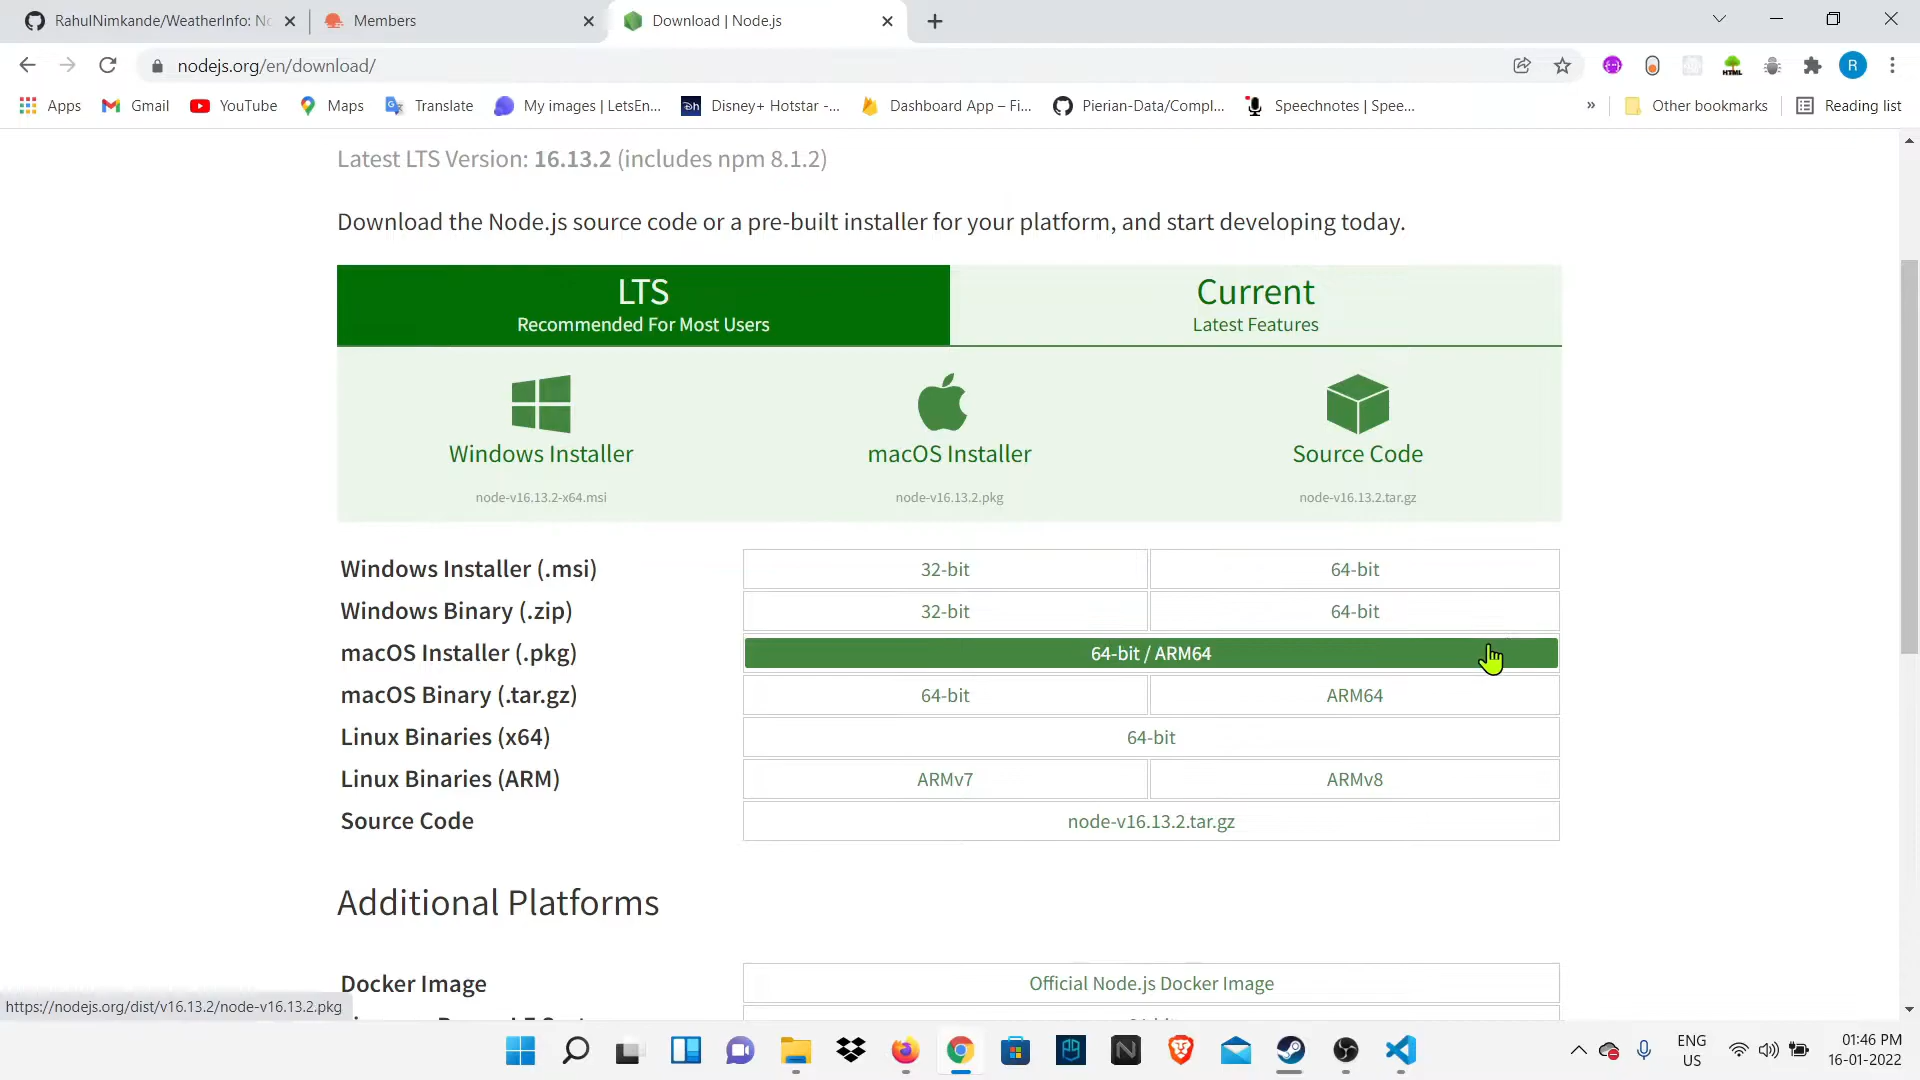 RahulNimkande/WeatherInfo: No
Members
Download | Node.js
nodejs.org/en/download/
R
Apps
Gmail
YouTube
Maps
Translate
My images | LetsEn...
Disney+ Hotstar -...
Dashboard App – Fi...
Pierian-Data/Compl...
Speechnotes | Spee...
»
Other bookmarks
Reading list
Latest LTS Version: 16.13.2 (includes npm 8.1.2)
Download the Node.js source code or a pre-built installer for your platform, and start developing today.
LTS
Recommended For Most Users
Current
Latest Features
Windows Installer
node-v16.13.2-x64.msi
macOS Installer
node-v16.13.2.pkg
Source Code
node-v16.13.2.tar.gz
Windows Installer (.msi) 32-bit 64-bit
Windows Binary (.zip) 32-bit 64-bit
macOS Installer (.pkg) 64-bit / ARM64
macOS Binary (.tar.gz) 64-bit ARM64
Linux Binaries (x64) 64-bit
Linux Binaries (ARM) ARMv7 ARMv8
Source Code node-v16.13.2.tar.gz
Additional Platforms
Docker Image Official Node.js Docker Image
https://nodejs.org/dist/v16.13.2/node-v16.13.2.pkg
ENG
US
01:46 PM
16-01-2022